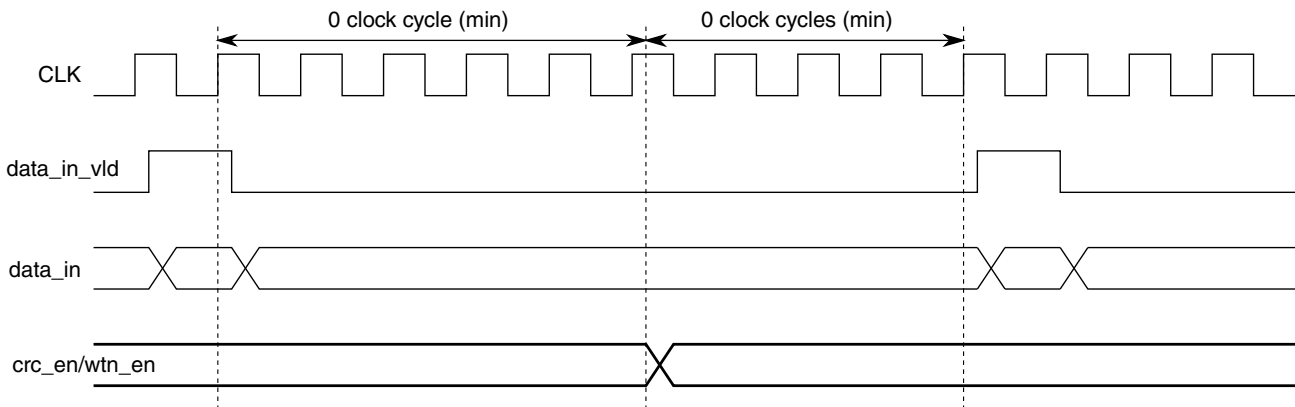 0 clock cycle (min) 0 clock cycles (min)
CLK
data_in_vld
data_in
crc_en/wtn_en